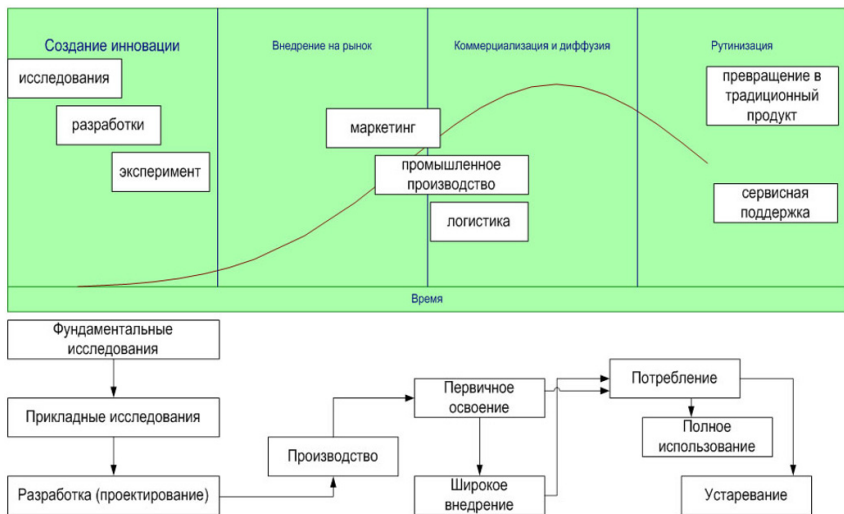 Создание инновации
Внедрение на рынок
Коммерциализация и диффузия
Рутинизация
исследования
разработки
эксперимент
маркетинг
промышленное
производство
логистика
превращение в
традиционный
продукт
сервисная
поддержка
Время
Фундаментальные
исследования
Прикладные исследования
Разработка (проектирование)
Производство
Первичное
освоение
Широкое
внедрение
Потребление
Полное
использование
Устаревание